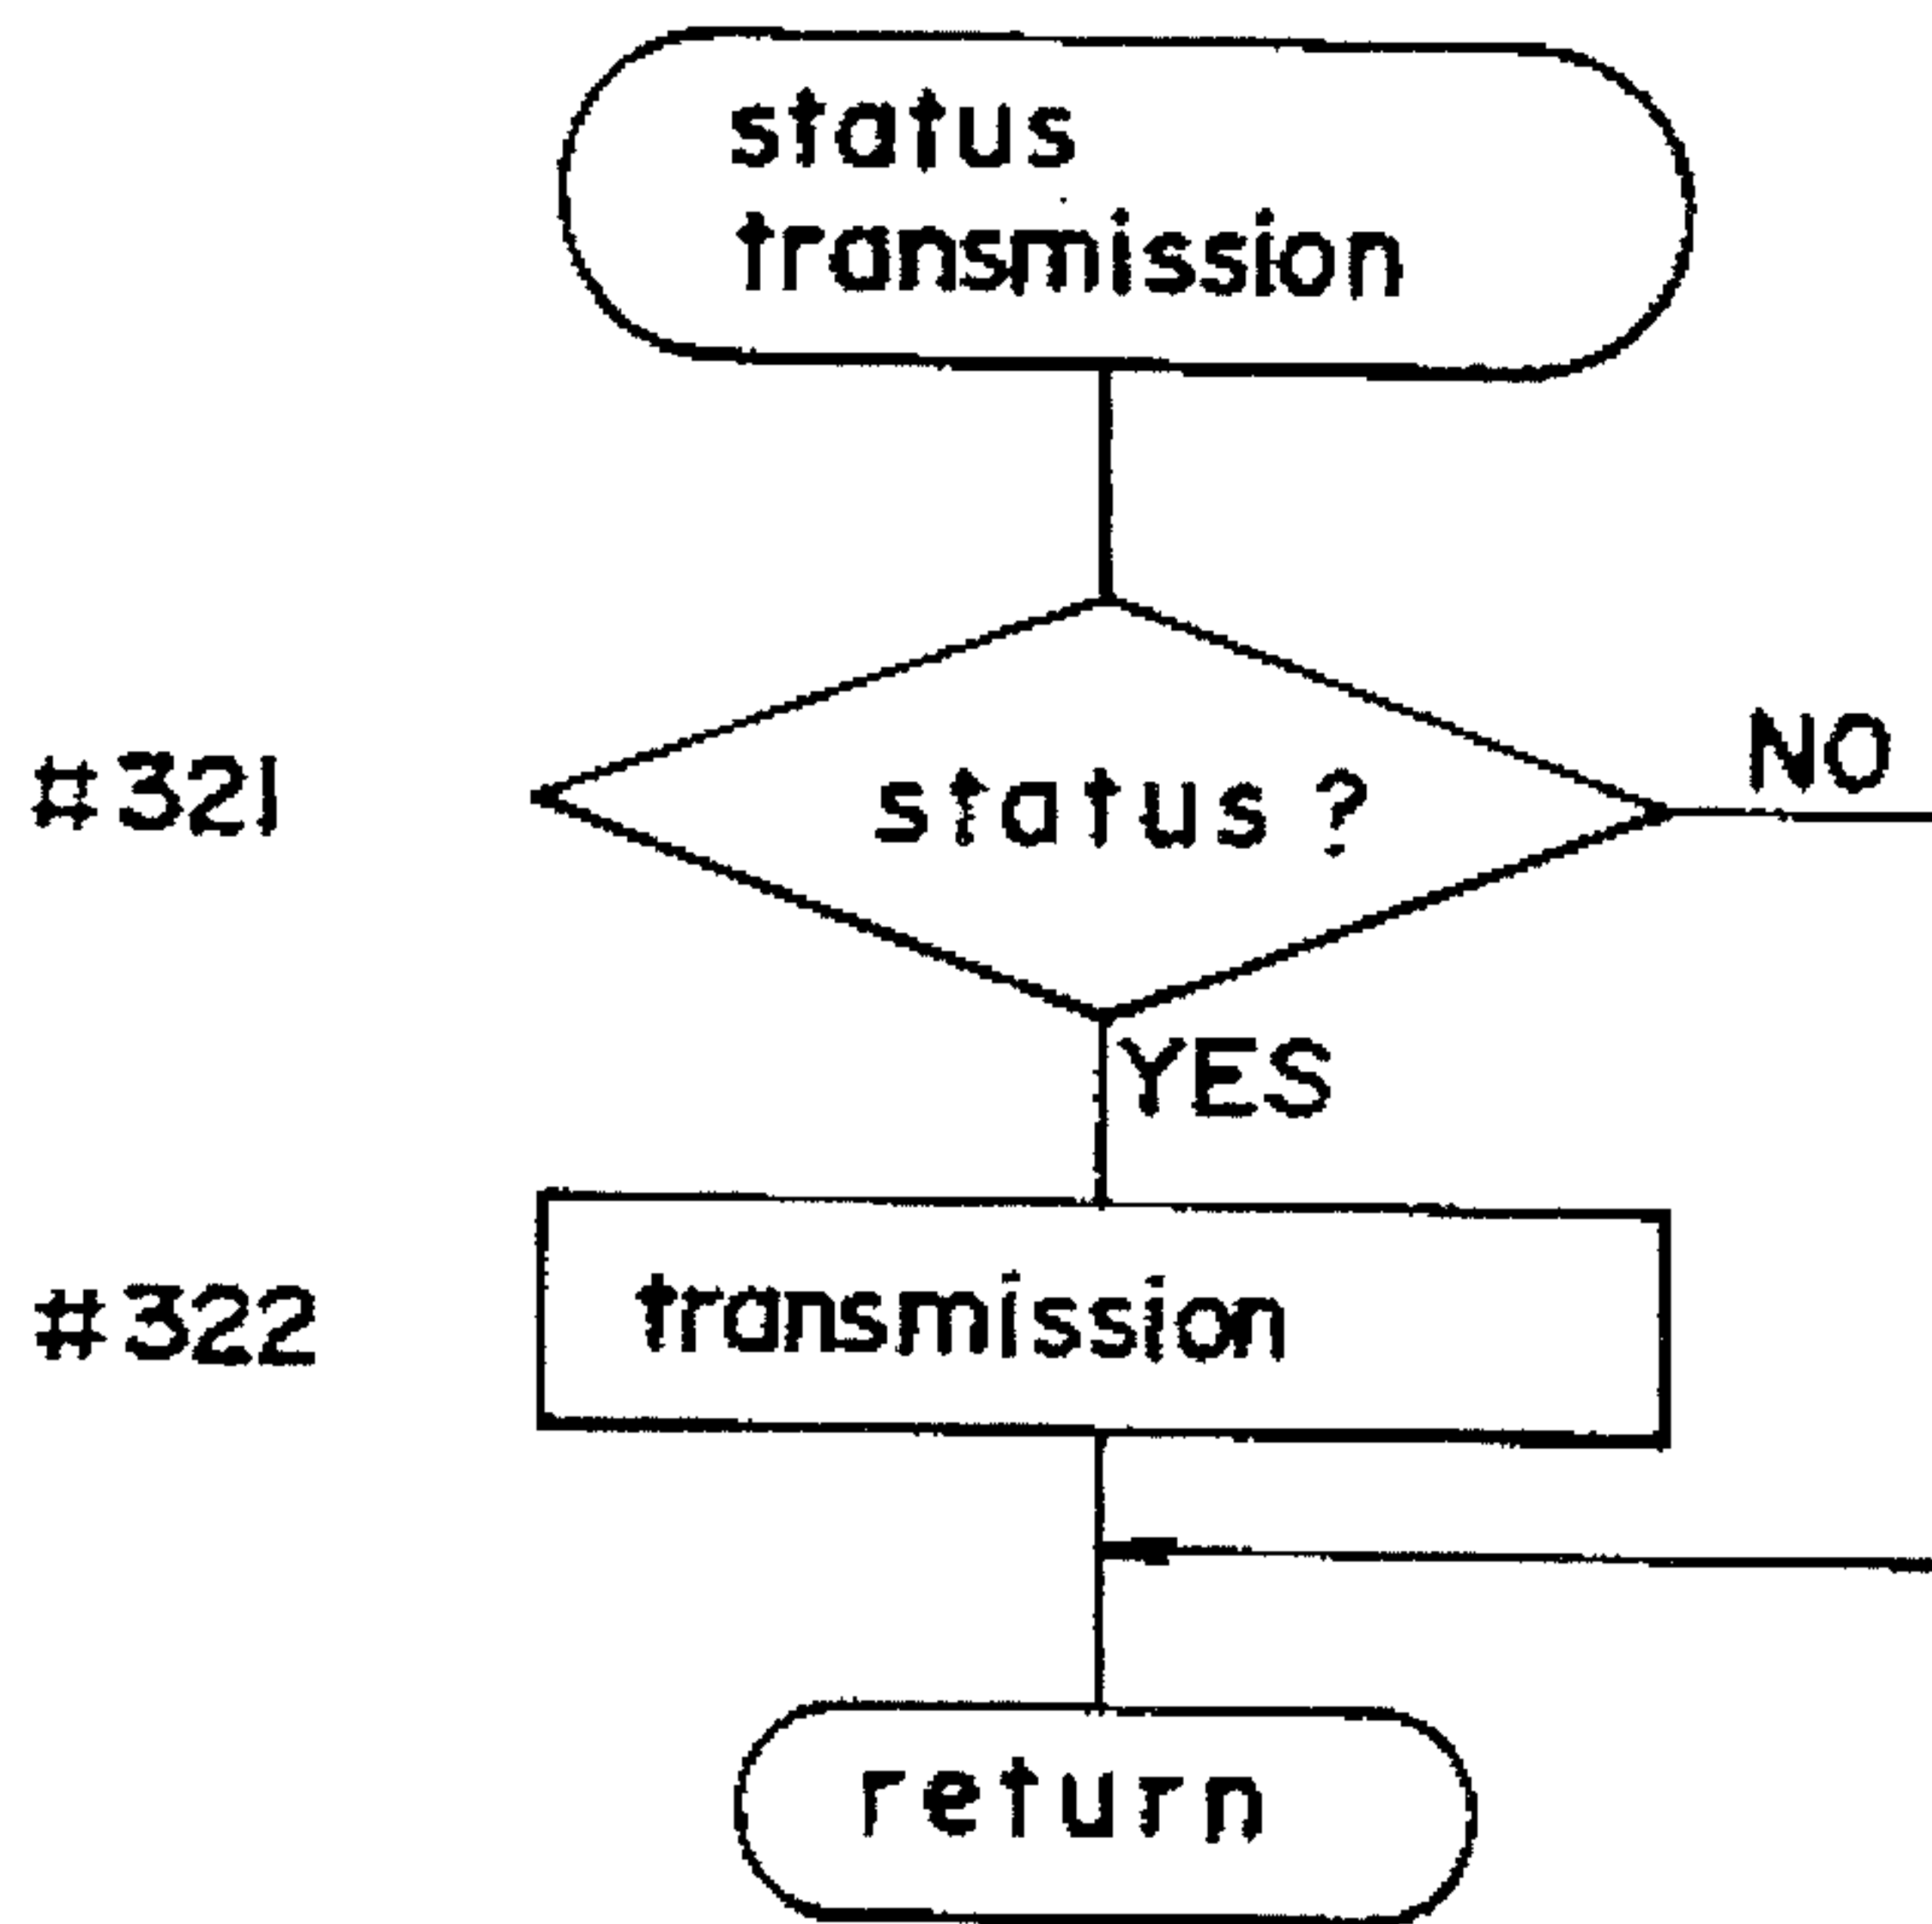 status
transmission
#321
status ?
NO
YES
#322
transmission
return